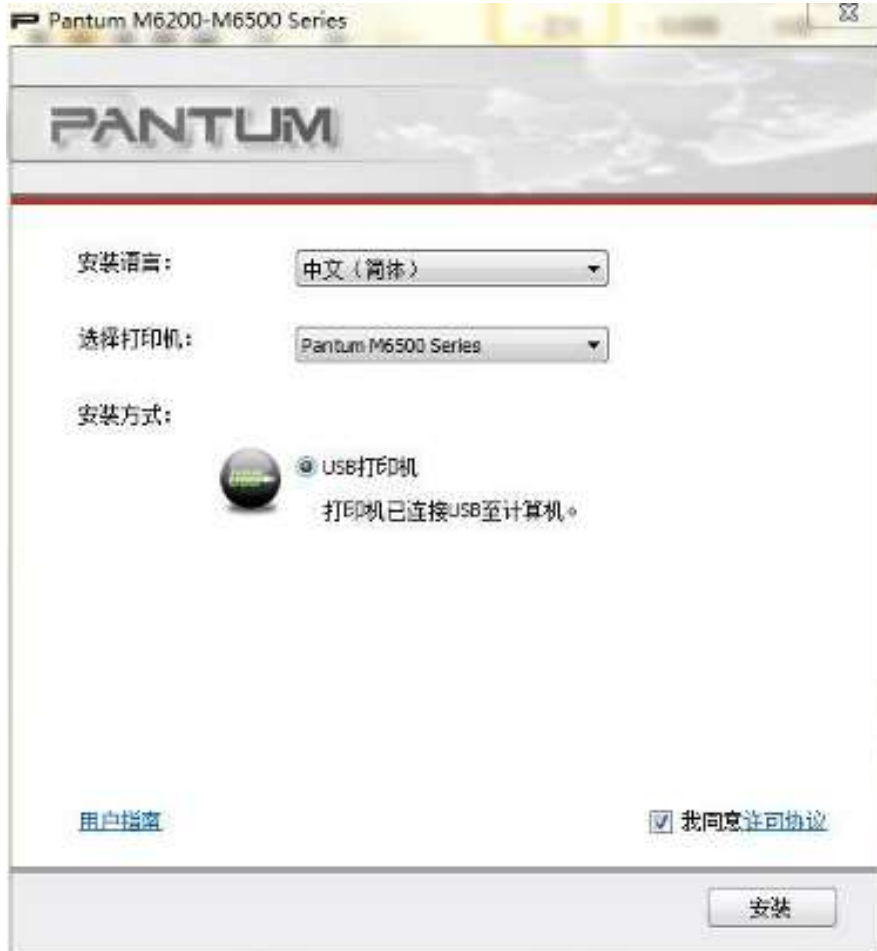 Pantum M6200-M6500 Series
PANTUM
安装语言：
中文（简体）
选择打印机：
Pantum M6500 Series
安装方式：
USB打印机
打印机已连接USB至计算机。
用户指南
我同意许可协议
安装